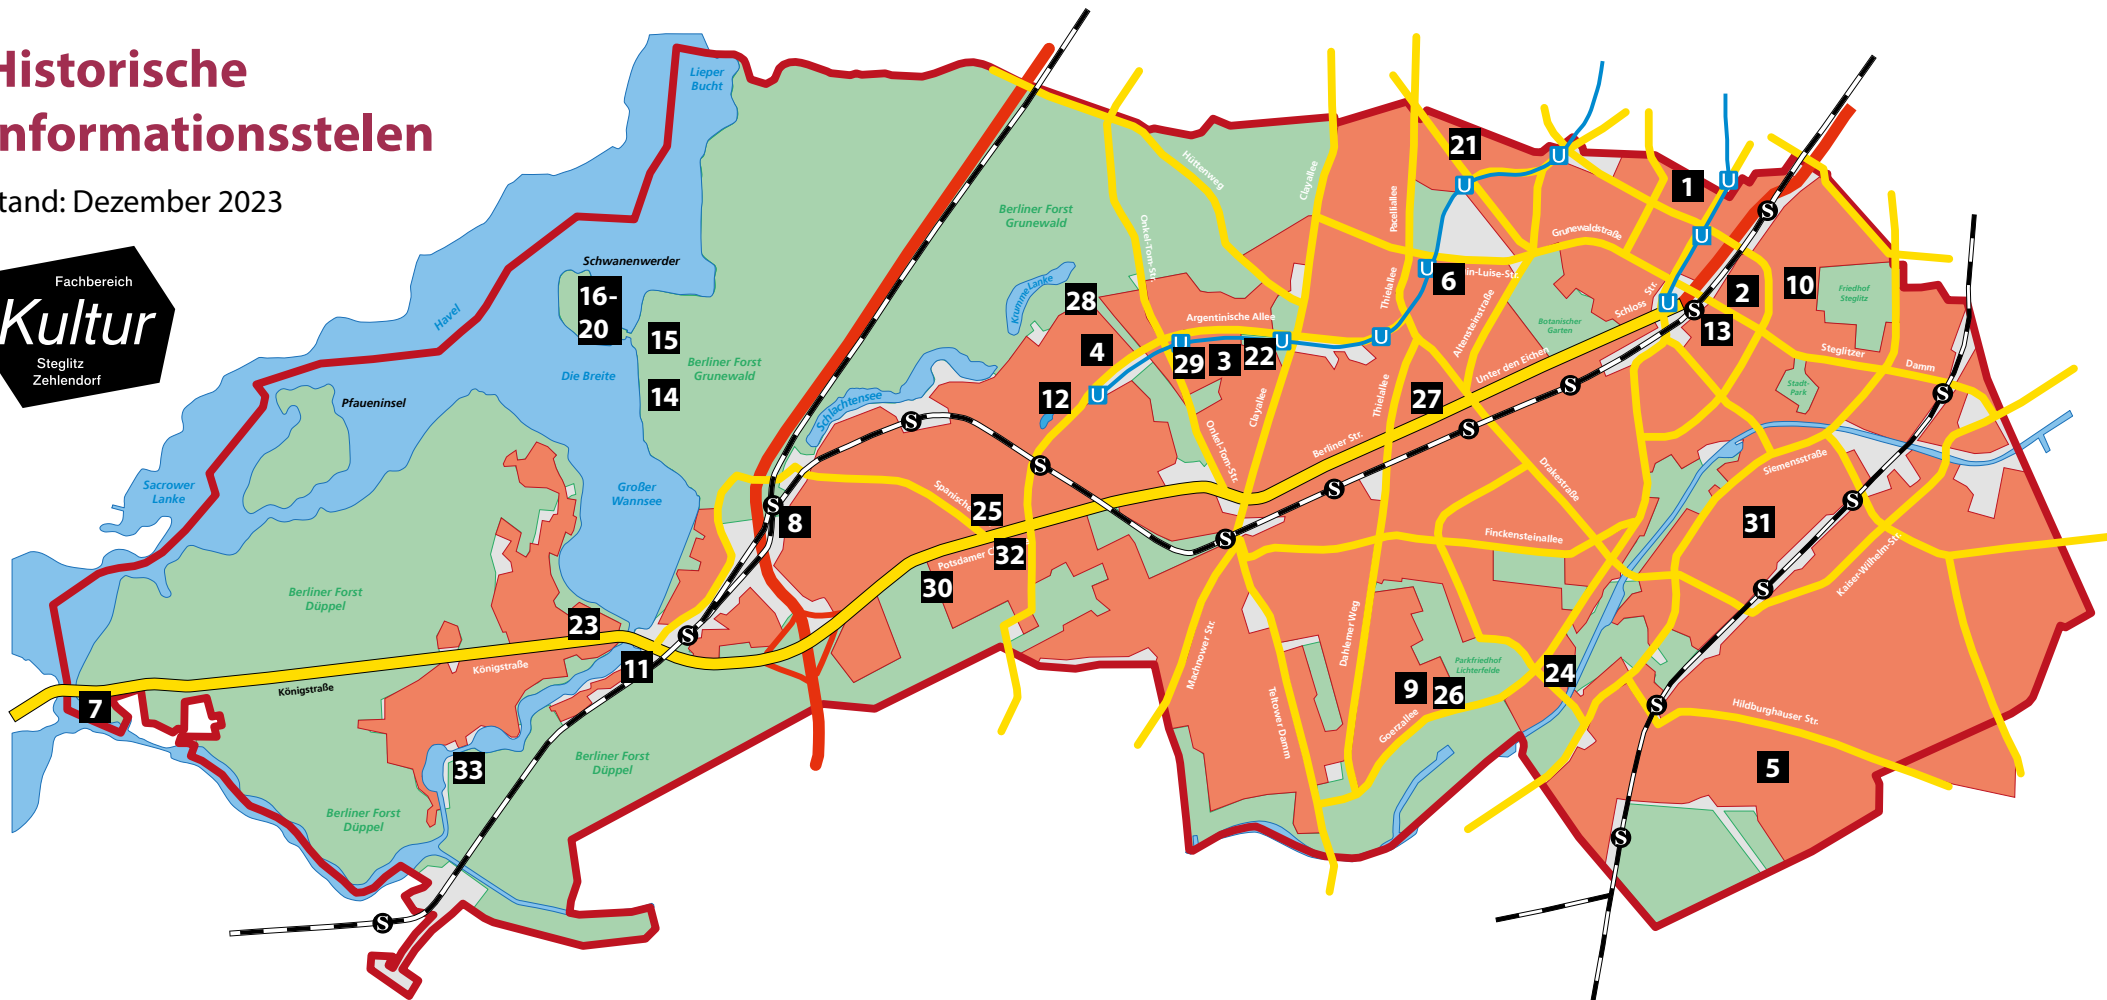 Historische
Informationsstelen
tand: Dezember 2023
Fachbereich
Kultur
Steglitz
Zehlendorf
Lieper
Bucht
Schwanenwerder
16-
20
Havel
15
14
Berliner Forst
Grunewald
Die Breite
Pfaueninsel
Sacrower
Lanke
Großer
Wannsee
Berliner Forst
Düppel
23
Königstraße
Königstraße
7
11
33
Berliner Forst
Düppel
Berliner Forst
Düppel
Berliner Forst
Grunewald
Hüttenweg
Onkel-Tom-Str.
Clayallee
Pacelliallee
21
U
U
1
U
U
S
Grunewaldstraße
U
6
in-Luise-Str.
Thielallee
Altensteinstraße
Botanischer
Garten
Schloss
Str.
U
S
2
10
13
Friedhof
Steglitz
Steglitzer
Damm
Stadt-
Park
S
Krumme Lanke
28
Argentinische Allee
4
U
29
3
22
U
U
12
U
Clayallee
Onkel-Tom-Str.
Thielallee
27
Unter den Eichen
S
Berliner Str.
S
S
Schlachtensee
S
S
S
8
Spanische
25
32
30
Potsdamer C
S
S
Drakestraße
Finckensteinallee
Siemensstraße
S
31
S
Kaiser-Wilhelm-Str.
Machnower Str.
Teltower Damm
Dahlemer Weg
Parkfriedhof
Lichterfelde
9
26
24
Goerzallee
S
Hildburghauser Str.
5
S
S